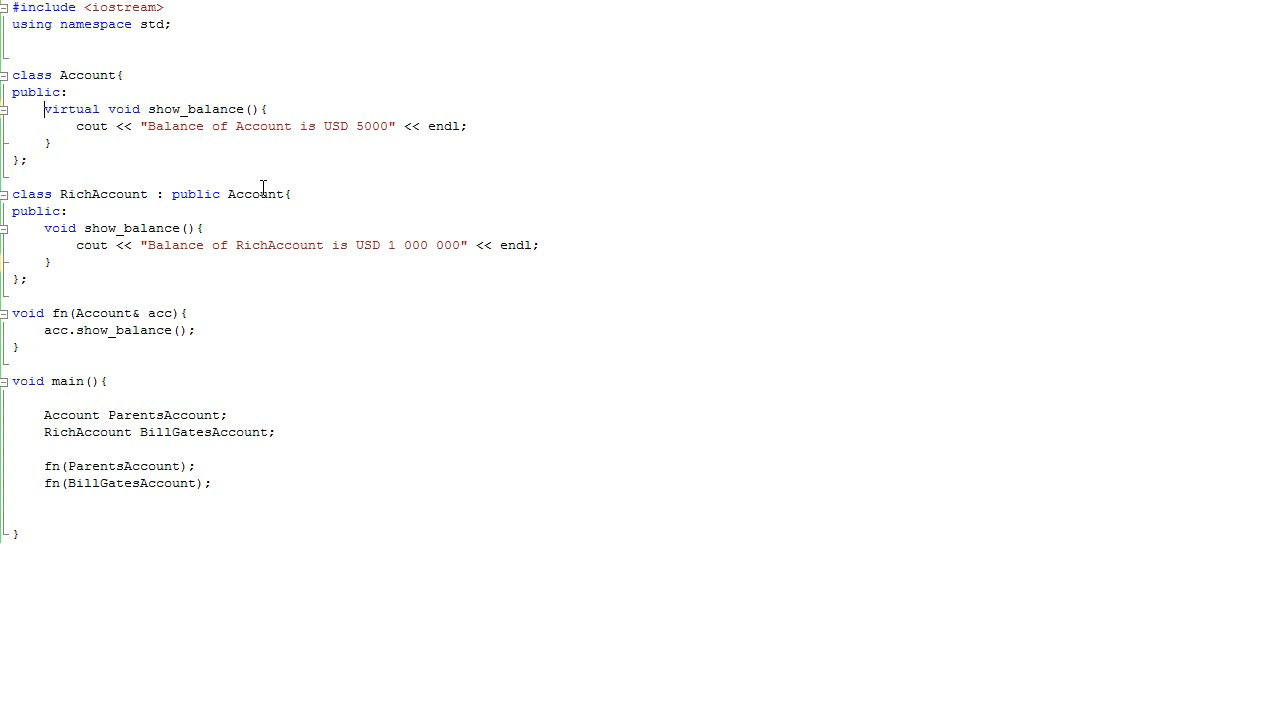 #include <iostream>
using namespace std;
class Account{
public:
    virtual void show_balance(){
        cout << "Balance of Account is USD 5000" << endl;
    }
};
class RichAccount : public Account{
public:
    void show_balance(){
        cout << "Balance of RichAccount is USD 1 000 000" << endl;
    }
};
void fn(Account& acc){
    acc.show_balance();
}
void main(){
    Account ParentsAccount;
    RichAccount BillGatesAccount;
    fn(ParentsAccount);
    fn(BillGatesAccount);
}